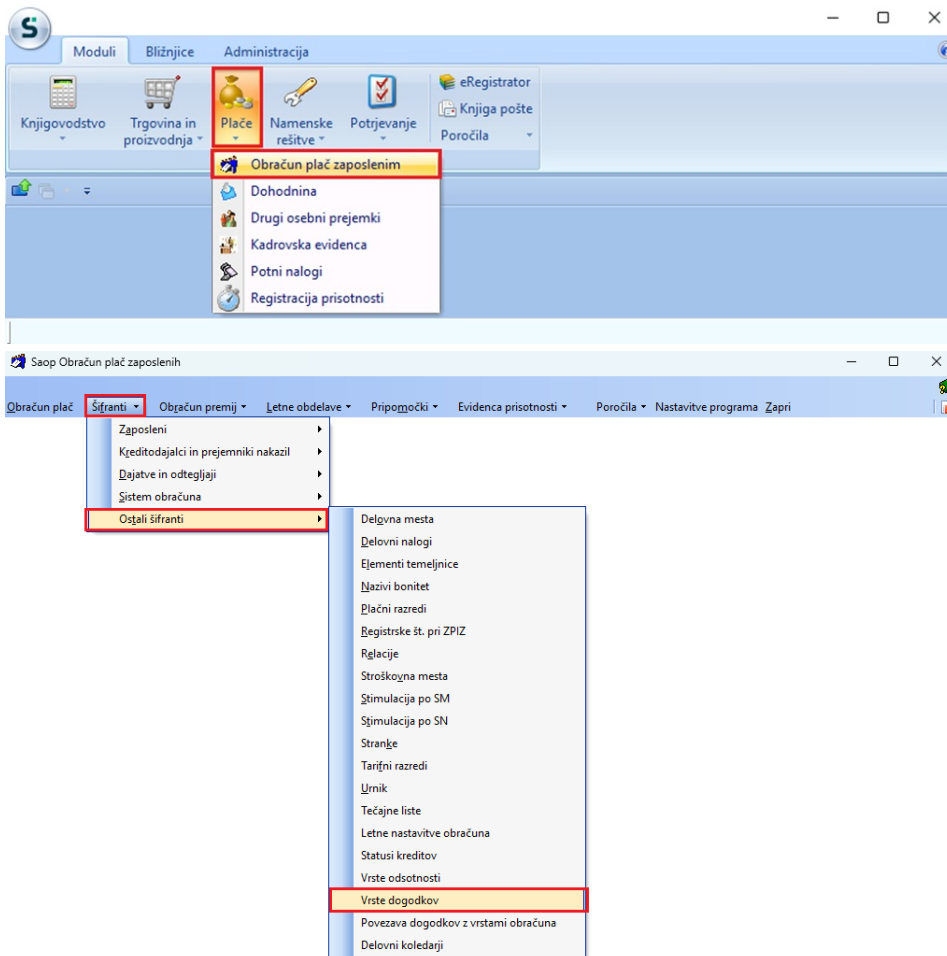 S
Moduli Bližnjice Administracija
Knjigovodstvo
Trgovina in proizvodnja
Plače
Namenske rešitve
Potrjevanje
eRegistrator
Knjiga pošte
Poročila
Obračun plač zaposlenim
Dohodnina
Drugi osebni prejemki
Kadrovska evidenca
Potni nalogi
Registracija prisotnosti
Saop Obračun plač zaposlenih
Obračun plač Šifranti Obračun premij Letne obdelave Pripomočki Evidenca prisotnosti Poročila Nastavitve programa Zapri
Zaposleni
Kreditodajalci in prejemniki nakazil
Dajatve in odtegljaji
Sistem obračuna
Ostali šifranti
Delovna mesta
Delovni nalogi
Elementi temeljnice
Nazivi bonitet
Plačni razredi
Registrske št. pri ZPIZ
Relacije
Stroškovna mesta
Stimulacija po SM
Stimulacija po SN
Stranke
Tarifni razredi
Urnik
Tečajne liste
Letne nastavitve obračuna
Statusi kreditov
Vrste odsotnosti
Vrste dogodkov
Povezava dogodkov z vrstami obračuna
Delovni koledarji